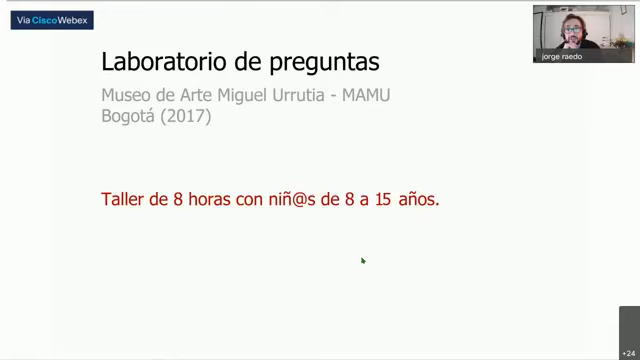 Via Cisco Webex
jorge raedo
Laboratorio de preguntas
Museo de Arte Miguel Urrutia - MAMU
Bogotá (2017)
Taller de 8 horas con niñ@s de 8 a 15 años.
+24